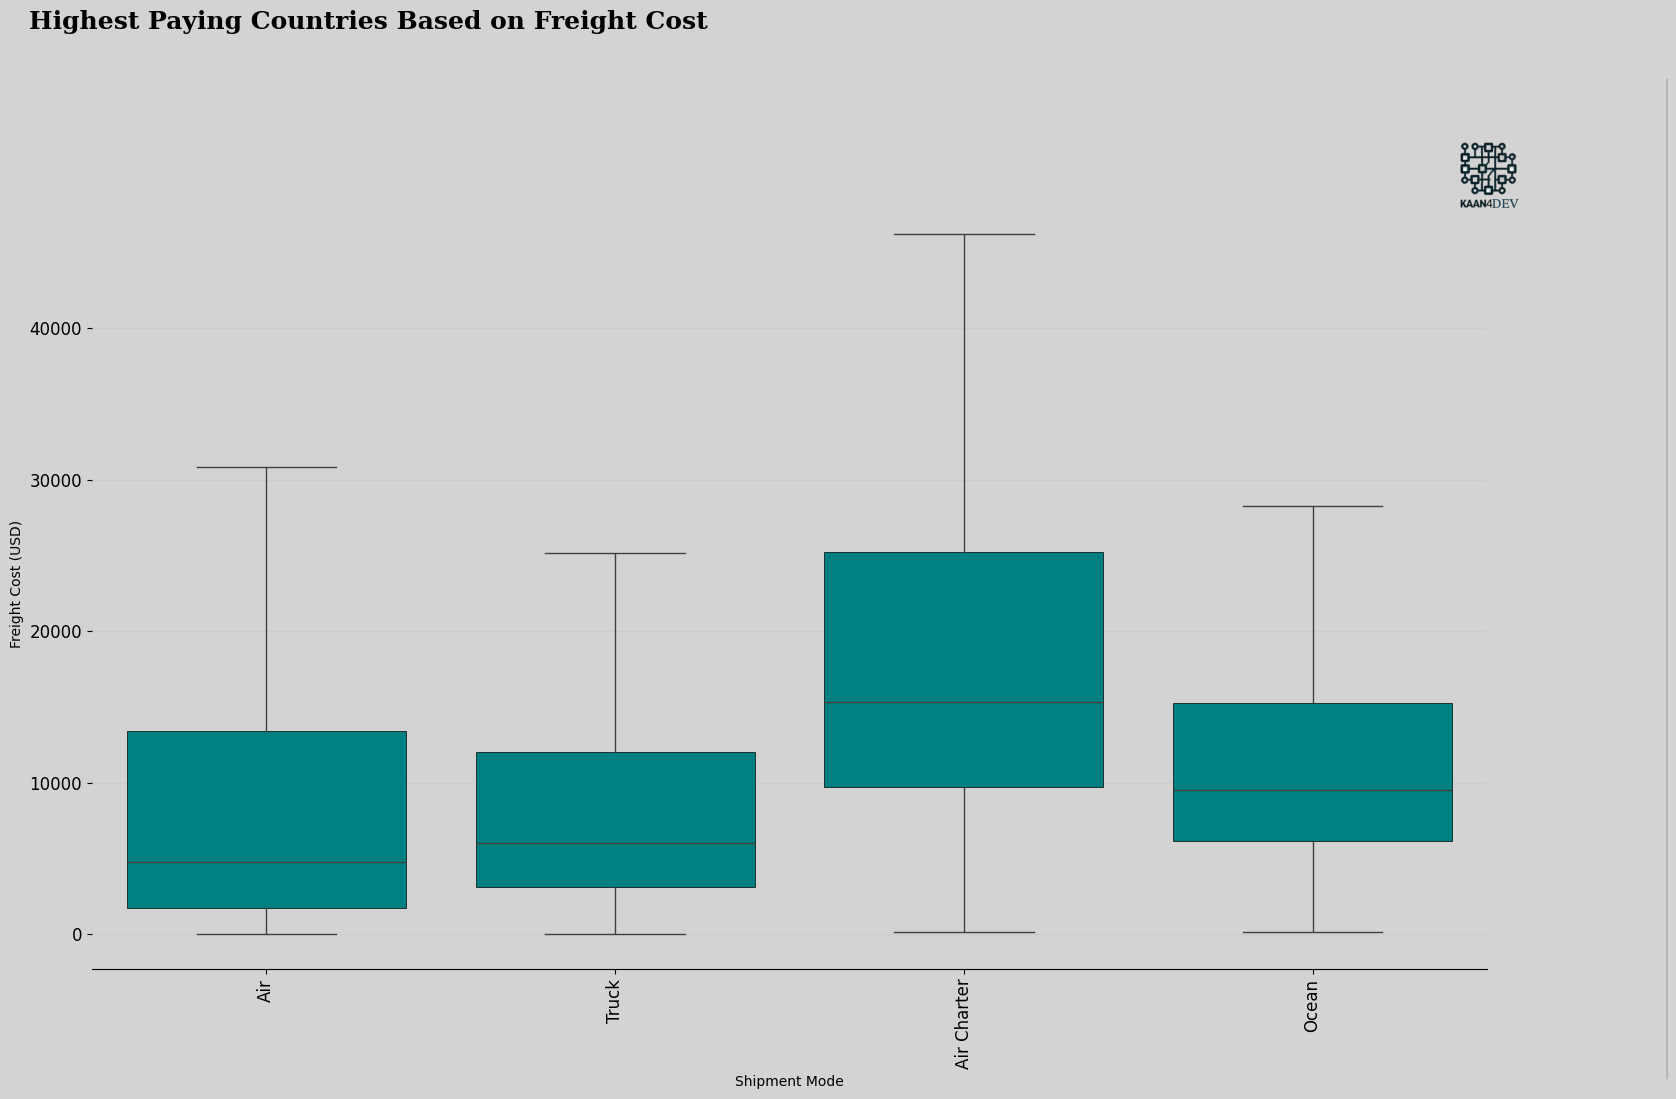 Highest Paying Countries Based on Freight Cost
KAAN4DEV
40000
30000
20000
10000
0
Freight Cost (USD)
Air
Truck
Air Charter
Ocean
Shipment Mode